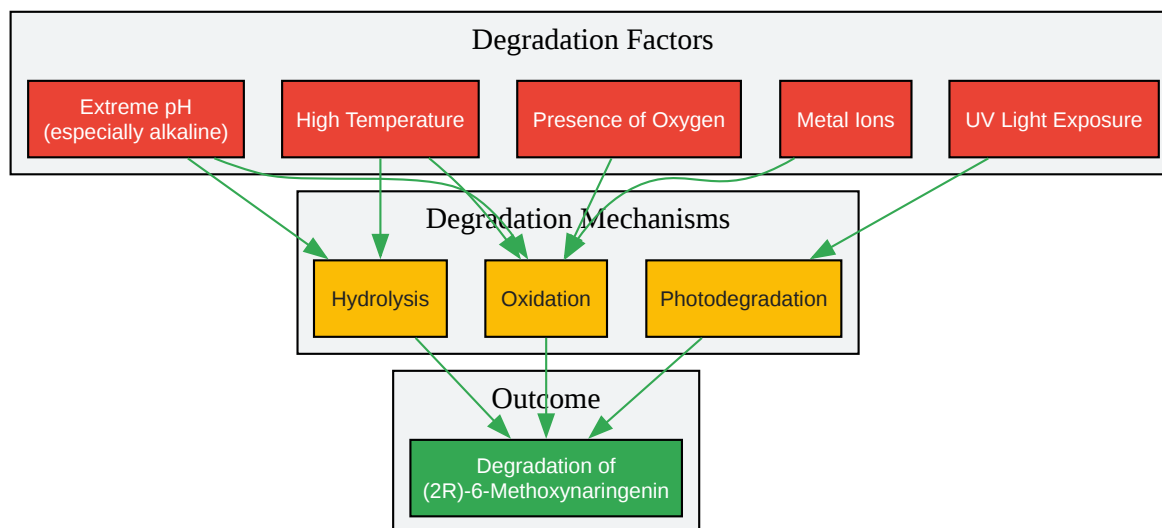 Degradation Factors
Extreme pH
(especially alkaline)
High Temperature
Presence of Oxygen
Metal Ions
UV Light Exposure
Degradation Mechanisms
Hydrolysis
Oxidation
Photodegradation
Outcome
Degradation of
(2R)-6-Methoxynaringenin